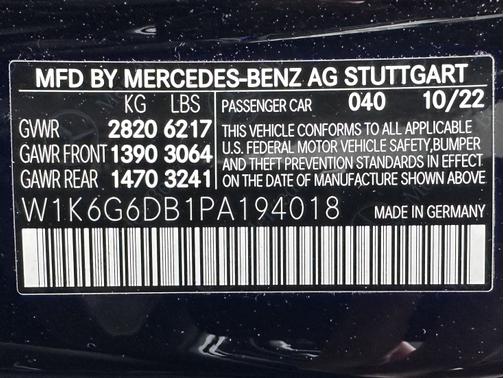 MFD BY MERCEDES-BENZ AG STUTTGART
KG LBS
GVWR 2820 6217
GAWR FRONT 1390 3064
GAWR REAR 1470 3241
PASSENGER CAR 040 10/22
THIS VEHICLE CONFORMS TO ALL APPLICABLE
U.S. FEDERAL MOTOR VEHICLE SAFETY,BUMPER
AND THEFT PREVENTION STANDARDS IN EFFECT
ON THE DATE OF MANUFACTURE SHOWN ABOVE
W1K6G6DB1PA194018 MADE IN GERMANY